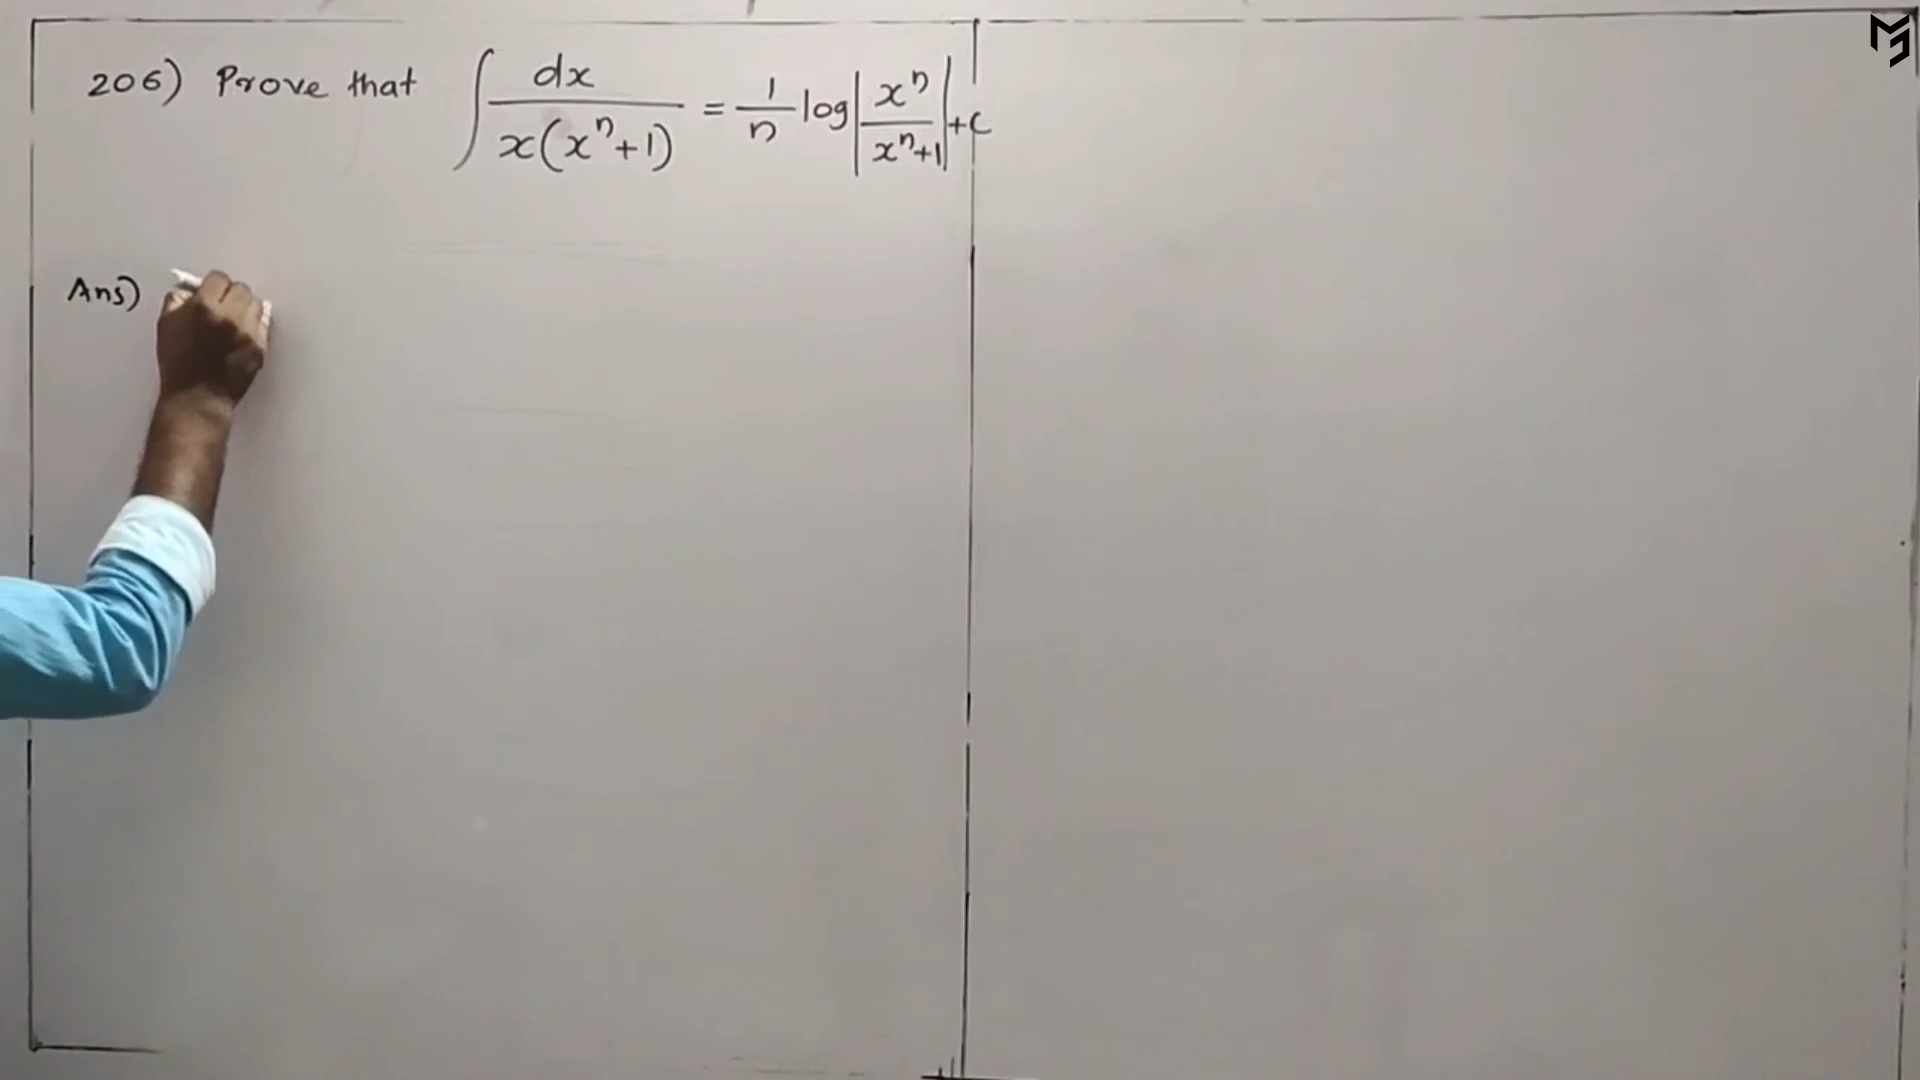 206) Prove that ∫ dx / x(xⁿ+1) = 1/n log |xⁿ / xⁿ+1| + c
Ans)